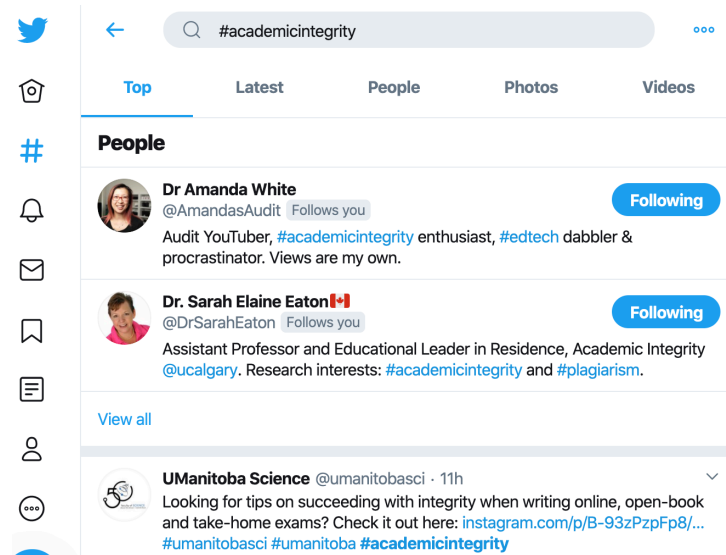 #academicintegrity
Top Latest People Photos Videos
People
Dr Amanda White
@AmandasAudit Follows you
Following
Audit YouTuber, #academicintegrity enthusiast, #edtech dabbler &
procrastinator. Views are my own.
Dr. Sarah Elaine Eaton🇨🇦
@DrSarahEaton Follows you
Following
Assistant Professor and Educational Leader in Residence, Academic Integrity
@ucalgary. Research interests: #academicintegrity and #plagiarism.
View all
UManitoba Science @umanitobasci · 11h
Looking for tips on succeeding with integrity when writing online, open-book
and take-home exams? Check it out here: instagram.com/p/B-93zPzpFp8/...
#umanitobasci #umanitoba #academicintegrity